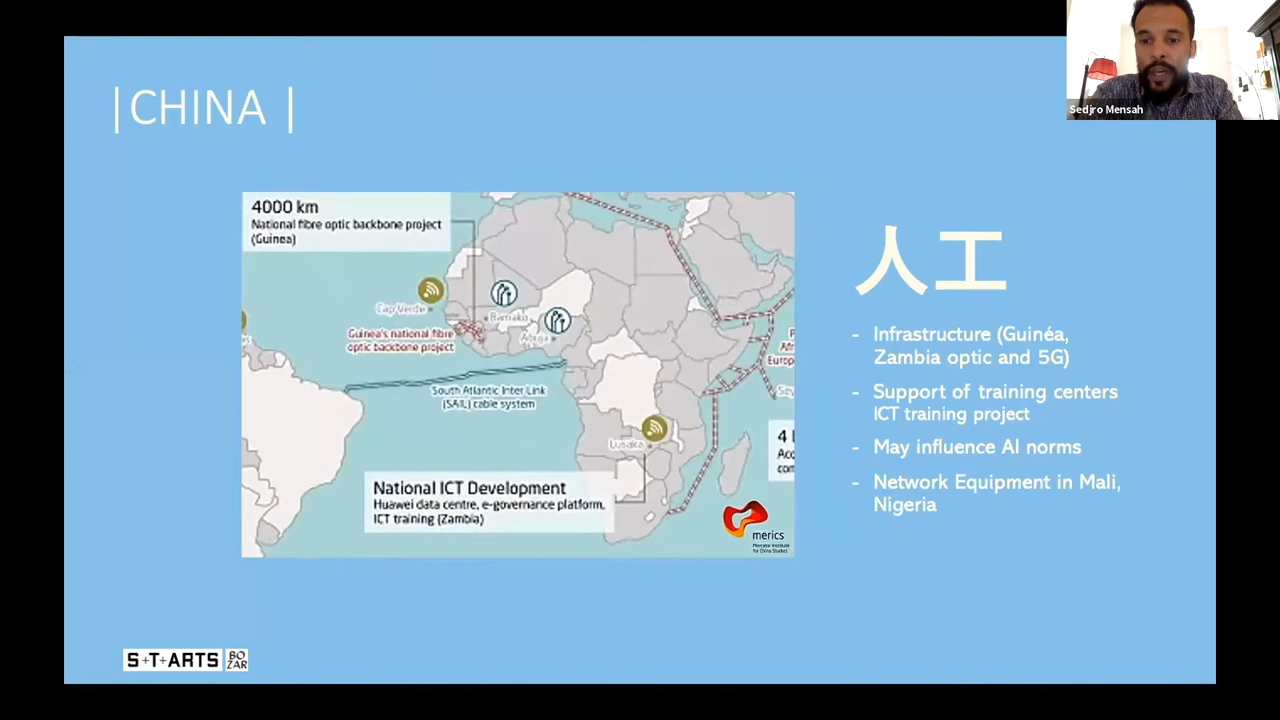 |CHINA |
Sedjro Mensah
4000 km
National fibre optic backbone project
(Guinea)
Cap Verde
Bamako
Abuja
Guinea's national fibre
optic backbone project
South Atlantic Inter Link
(SAIL) cable system
Lusaka
National ICT Development
Huawei data centre, e-governance platform,
ICT training (Zambia)
merics
Mercator Institute
for China Studies
人工
- Infrastructure (Guinéa,
Zambia optic and 5G)
- Support of training centers
ICT training project
- May influence AI norms
- Network Equipment in Mali,
Nigeria
S+T+ARTS
BO
ZAR